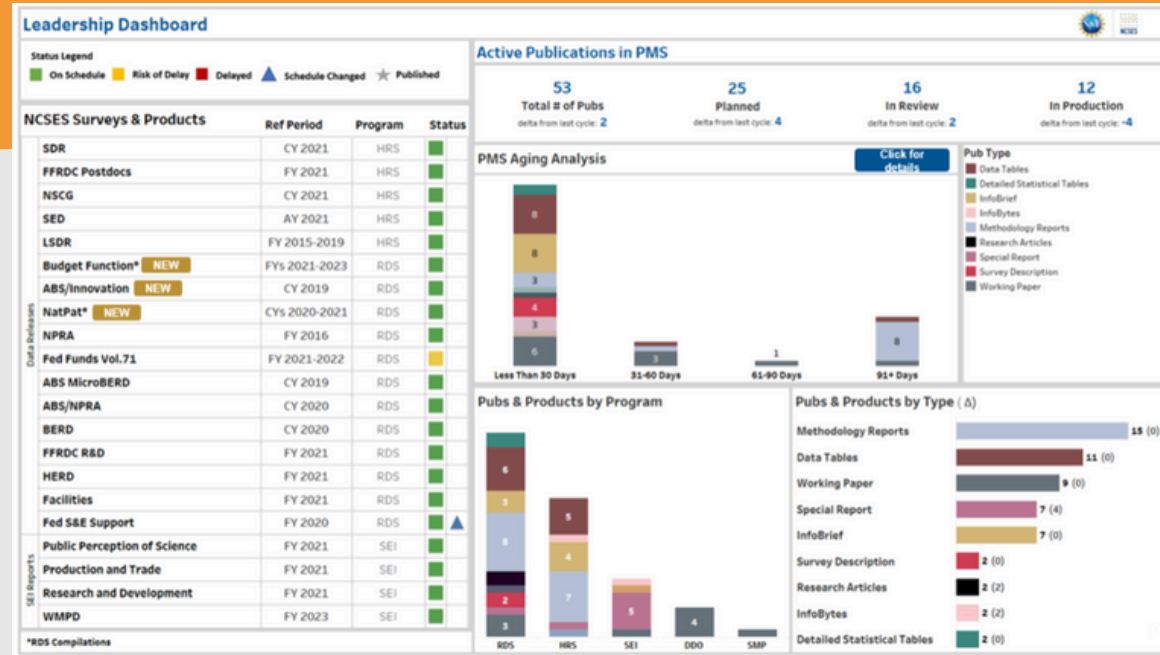 Leadership Dashboard
NCSES
Status Legend
On Schedule Risk of Delay Delayed Schedule Changed Published
NCSES Surveys & Products Ref Period Program Status
Data Releases
SDR CY 2021 HRS
FFRDC Postdocs FY 2021 HRS
NSCG CY 2021 HRS
SED AY 2021 HRS
LSDR FY 2015-2019 HRS
Budget Function* NEW FYs 2021-2023 RDS
ABS/Innovation NEW CY 2019 RDS
NatPat* NEW CYs 2020-2021 RDS
NPRA FY 2016 RDS
Fed Funds Vol.71 FY 2021-2022 RDS
ABS MicroBERD CY 2019 RDS
ABS/NPRA CY 2020 RDS
BERD CY 2020 RDS
FFRDC R&D FY 2021 RDS
HERD FY 2021 RDS
Facilities FY 2021 RDS
Fed S&E Support FY 2020 RDS
SEI Reports
Public Perception of Science FY 2021 SEI
Production and Trade FY 2021 SEI
Research and Development FY 2021 SEI
WMPD FY 2023 SEI
*RDS Compilations
Active Publications in PMS
53 25 16 12
Total # of Pubs Planned In Review In Production
delta from last cycle: 2 delta from last cycle: 4 delta from last cycle: 2 delta from last cycle: -4
PMS Aging Analysis
Click for
details
8
8
3
4
3
6
3
1
8
Less Than 30 Days 31-60 Days 61-90 Days 91+ Days
Pub Type
Data Tables
Detailed Statistical Tables
InfoBrief
InfoBytes
Methodology Reports
Research Articles
Special Report
Survey Description
Working Paper
Pubs & Products by Program
6
3
8
2
3
5
4
7
5
4
RDS HRS SEI DDO SMP
Pubs & Products by Type (Δ)
Methodology Reports 15 (0)
Data Tables 11 (0)
Working Paper 9 (0)
Special Report 7 (4)
InfoBrief 7 (0)
Survey Description 2 (0)
Research Articles 2 (2)
InfoBytes 2 (2)
Detailed Statistical Tables 2 (0)